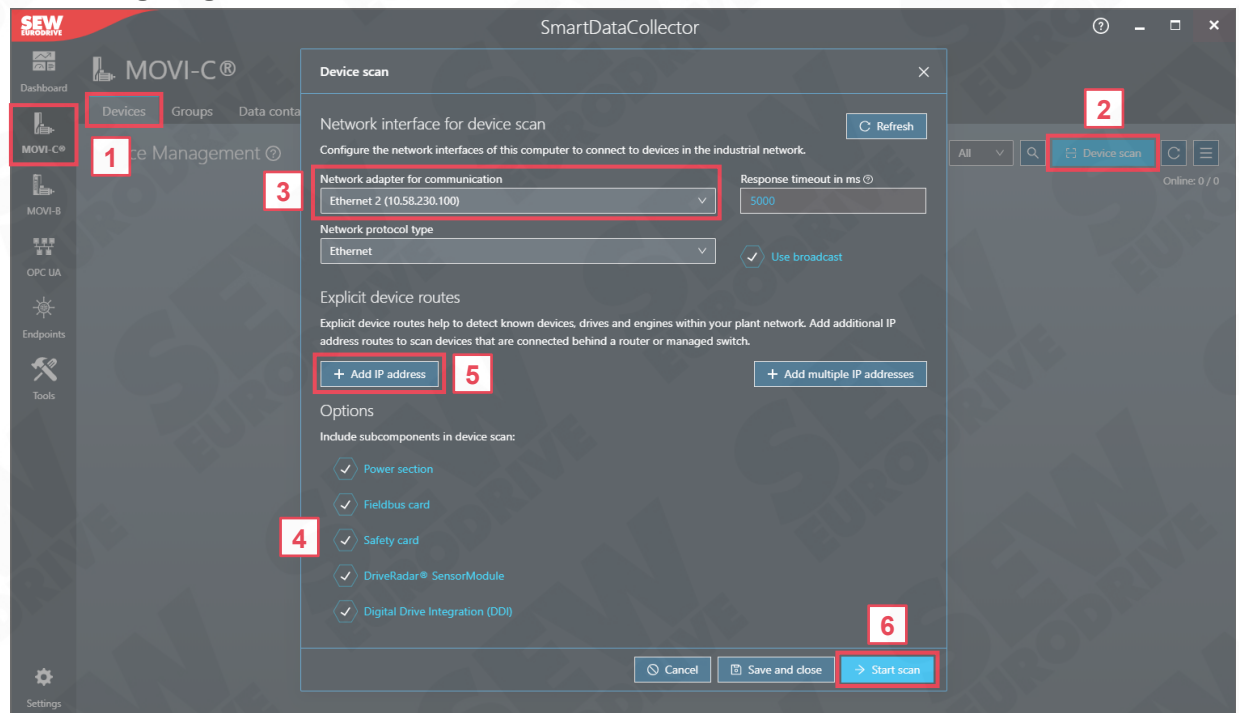 SEW
EURODRIVE
SmartDataCollector
Dashboard
MOVI-C®
Devices
Groups
Data conta
MOVI-C®
1
ce Management
2
All
Device scan
Online: 0 / 0
MOVI-B
OPC UA
Endpoints
Tools
Settings
Device scan
Network interface for device scan
Refresh
Configure the network interfaces of this computer to connect to devices in the industrial network.
3
Network adapter for communication
Response timeout in ms
Ethernet 2 (10.58.230.100)
5000
Network protocol type
Ethernet
Use broadcast
Explicit device routes
Explicit device routes help to detect known devices, drives and engines within your plant network. Add additional IP
address routes to scan devices that are connected behind a router or managed switch.
+ Add IP address
5
+ Add multiple IP addresses
Options
Include subcomponents in device scan:
Power section
Fieldbus card
4
Safety card
DriveRadar® SensorModule
Digital Drive Integration (DDI)
6
Cancel
Save and close
Start scan